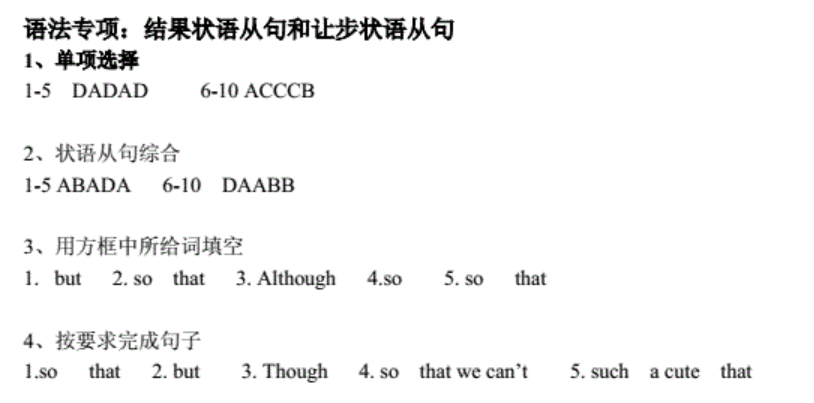 语法专项：结果状语从句和让步状语从句
1、单项选择
1-5 DADAD 6-10 ACCCB
2、状语从句综合
1-5 ABADA 6-10 DAABB
3、用方框中所给词填空
1. but 2. so that 3. Although 4.so 5. so that
4、按要求完成句子
1.so that 2. but 3. Though 4. so that we can’t 5. such a cute that